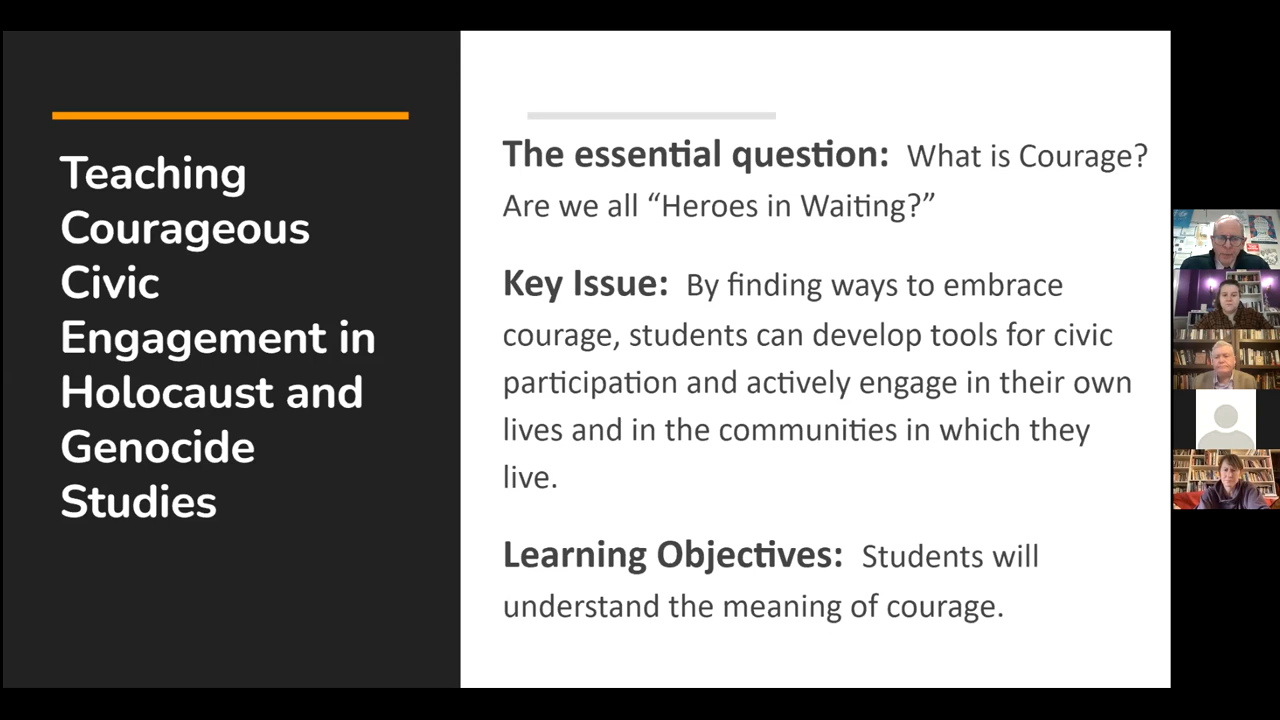 Teaching
Courageous
Civic
Engagement in
Holocaust and
Genocide
Studies
The essential question: What is Courage?
Are we all “Heroes in Waiting?”
Key Issue: By finding ways to embrace
courage, students can develop tools for civic
participation and actively engage in their own
lives and in the communities in which they
live.
Learning Objectives: Students will
understand the meaning of courage.